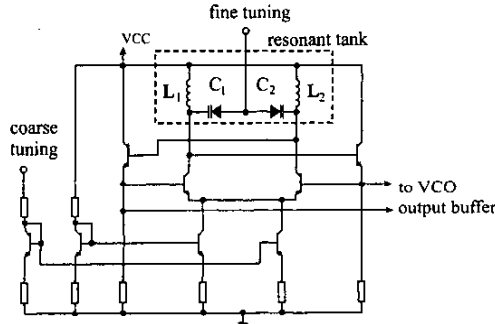 fine tuning
VCC
resonant tank
L1 C1 C2 L2
coarse tuning
to VCO output buffer